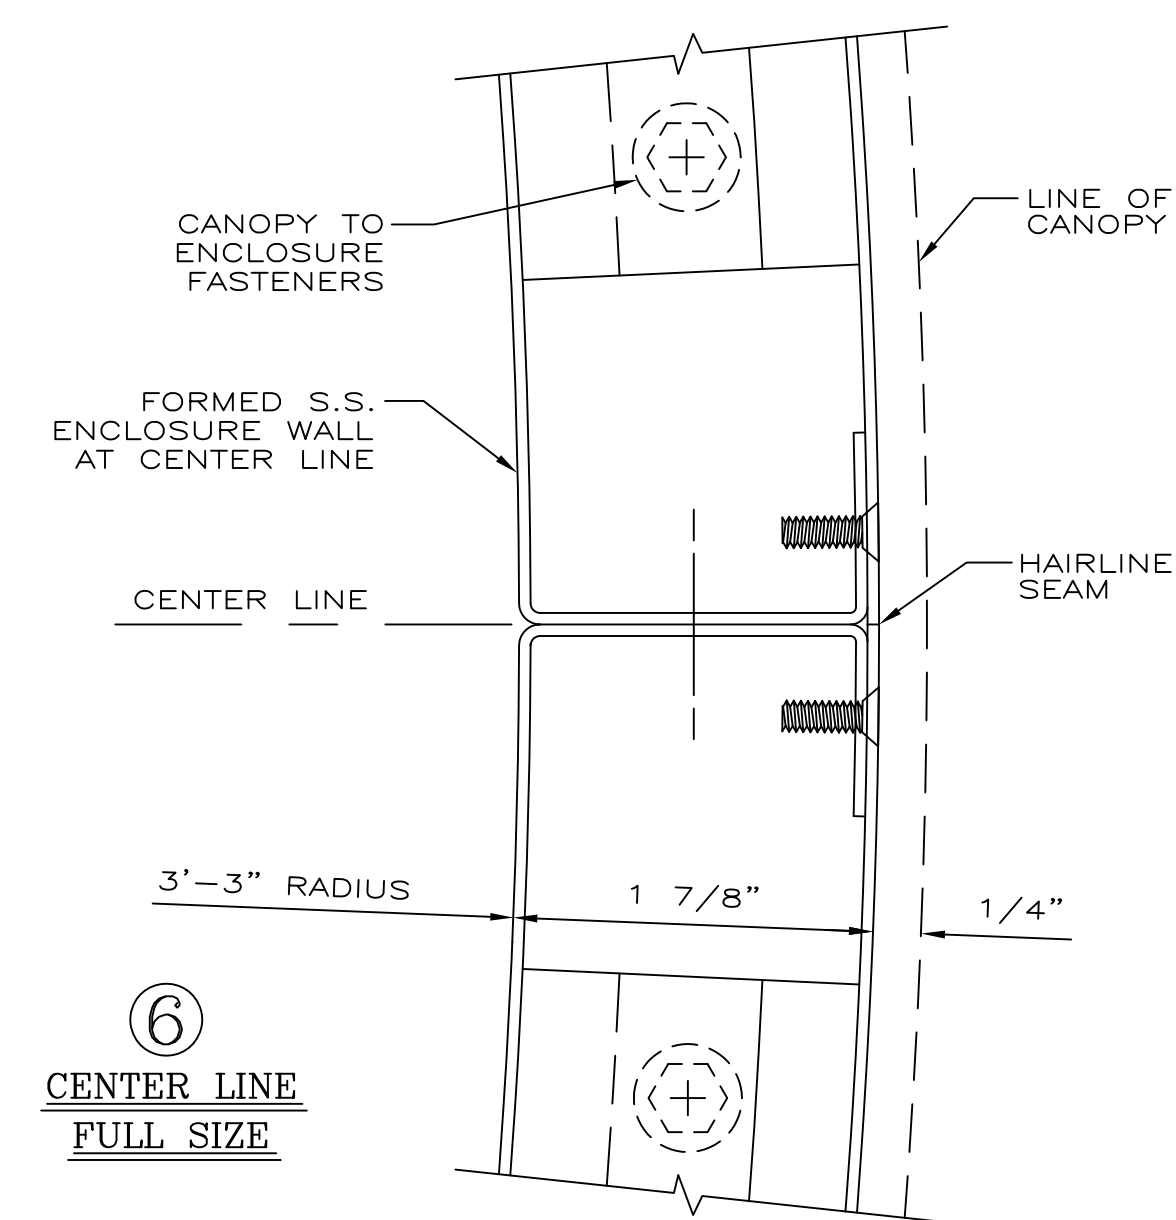 CANOPY TO
ENCLOSURE
FASTENERS
LINE OF
CANOPY
FORMED S.S.
ENCLOSURE WALL
AT CENTER LINE
HAIRLINE
SEAM
CENTER LINE
3'-3" RADIUS
1 7/8"
1/4"
6
CENTER LINE
FULL SIZE